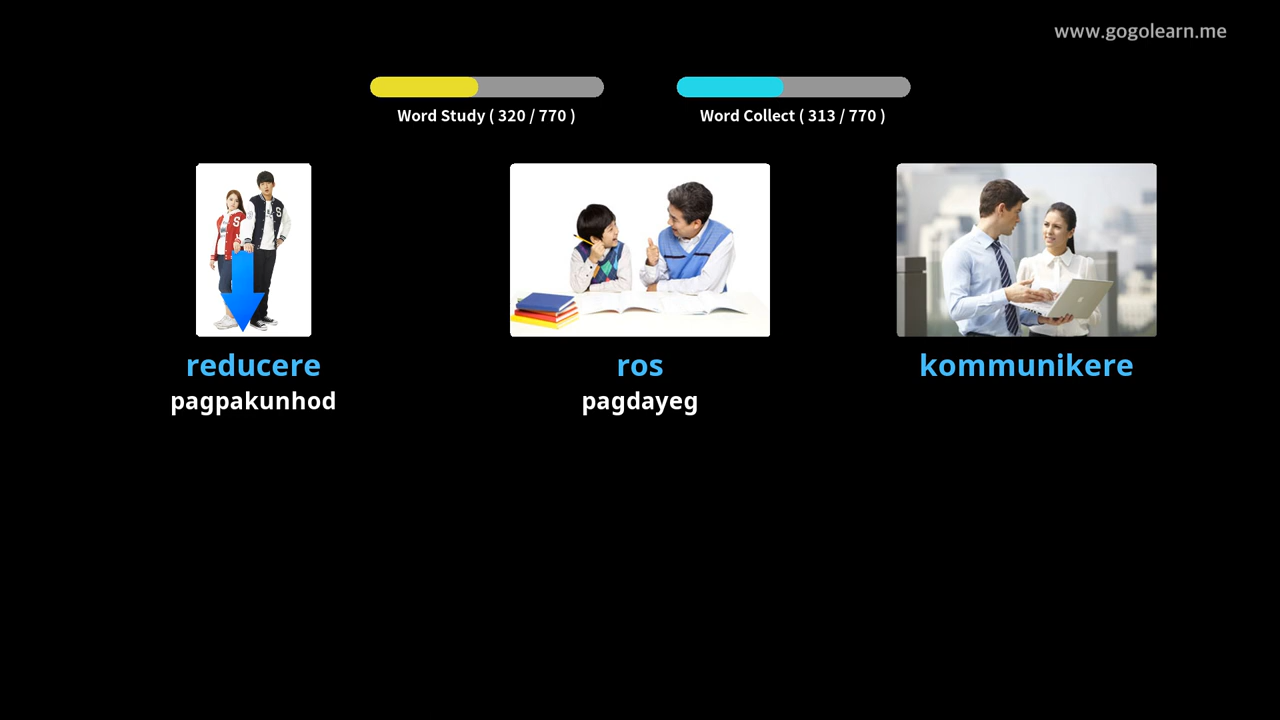 www.gogolearn.me
Word Study ( 320 / 770 )
Word Collect ( 313 / 770 )
S
S
reducere
pagpakunhod
ros
pagdayeg
kommunikere